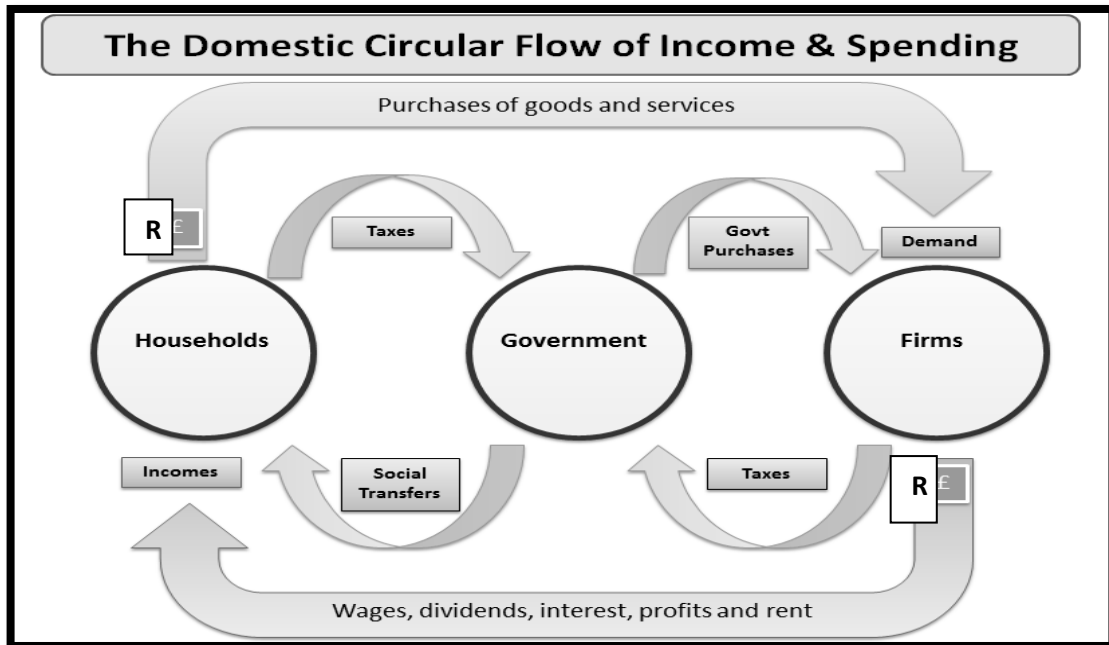 The Domestic Circular Flow of Income & Spending
Purchases of goods and services
R £
Taxes
Govt
Purchases
Demand
Households
Government
Firms
Incomes
Social
Transfers
Taxes
R £
Wages, dividends, interest, profits and rent